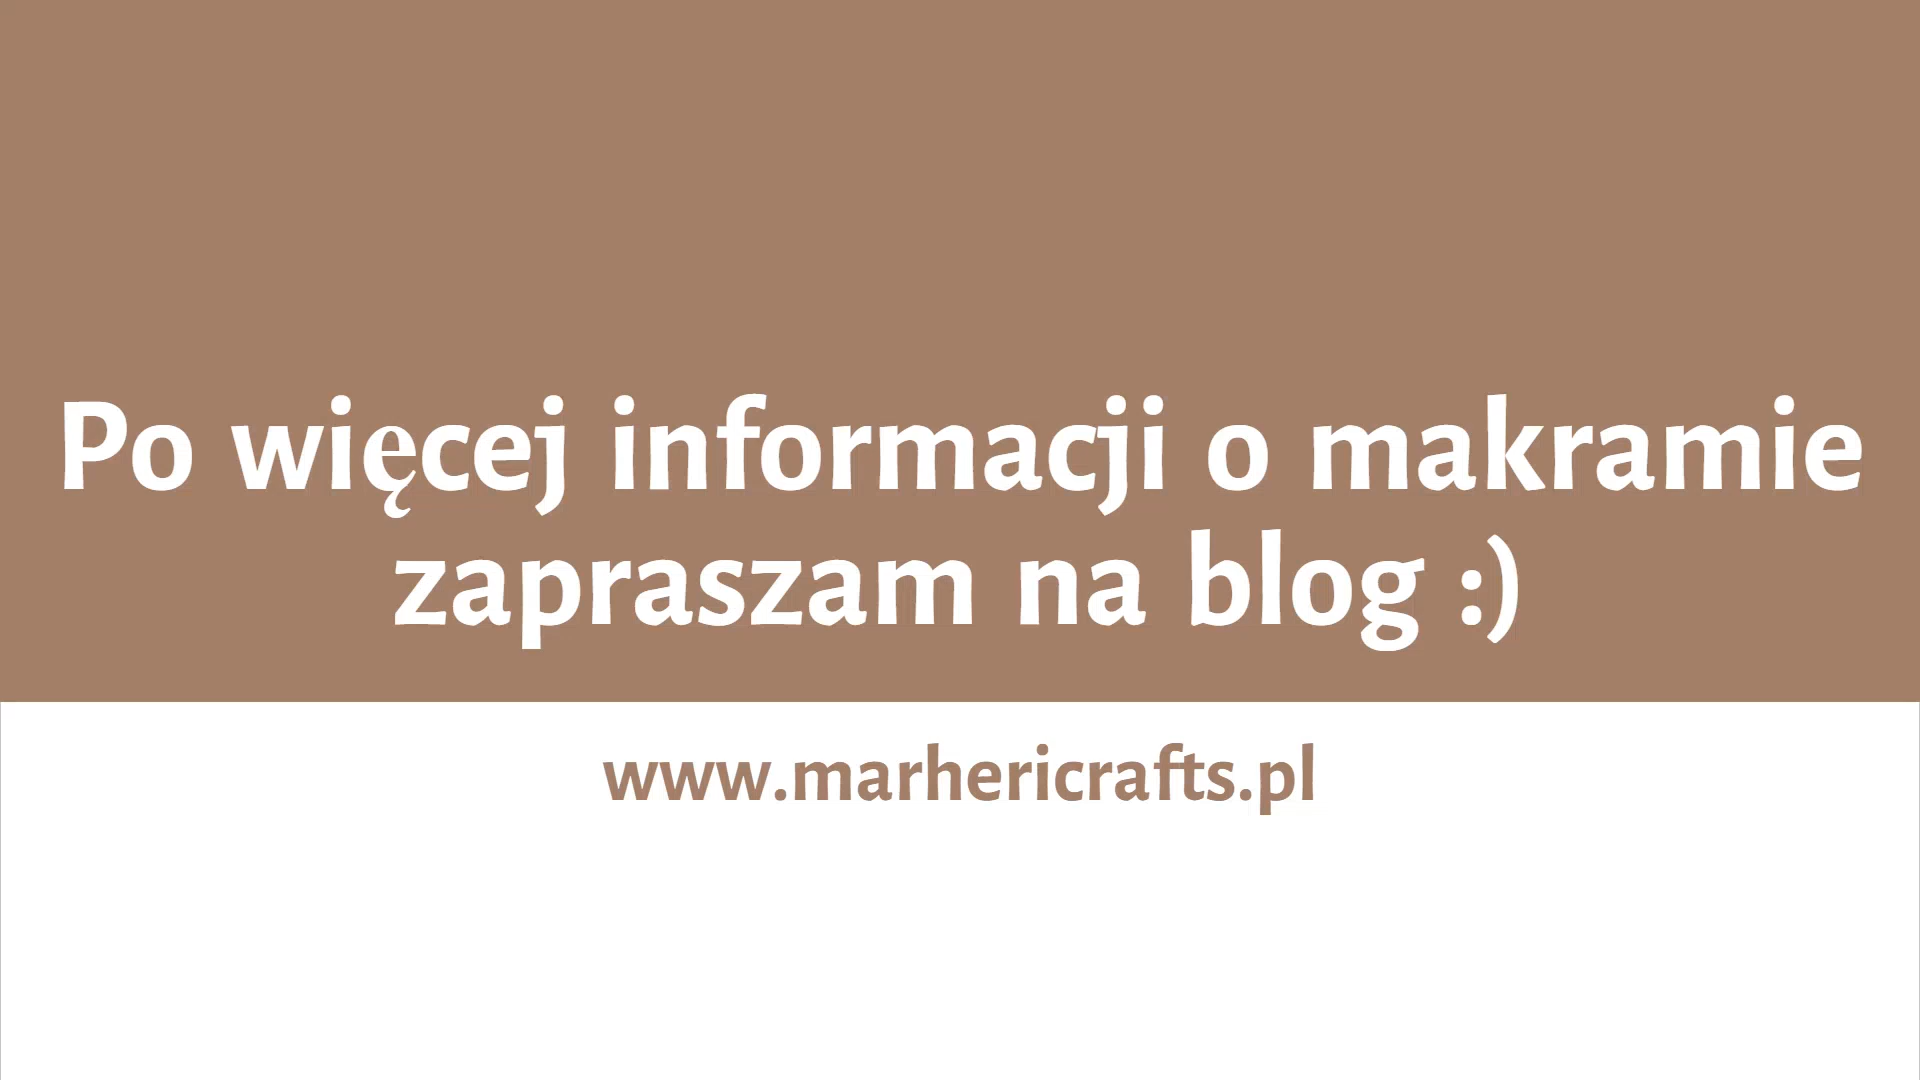 Po więcej informacji o makramie
zapraszam na blog :)
www.marhericrafts.pl